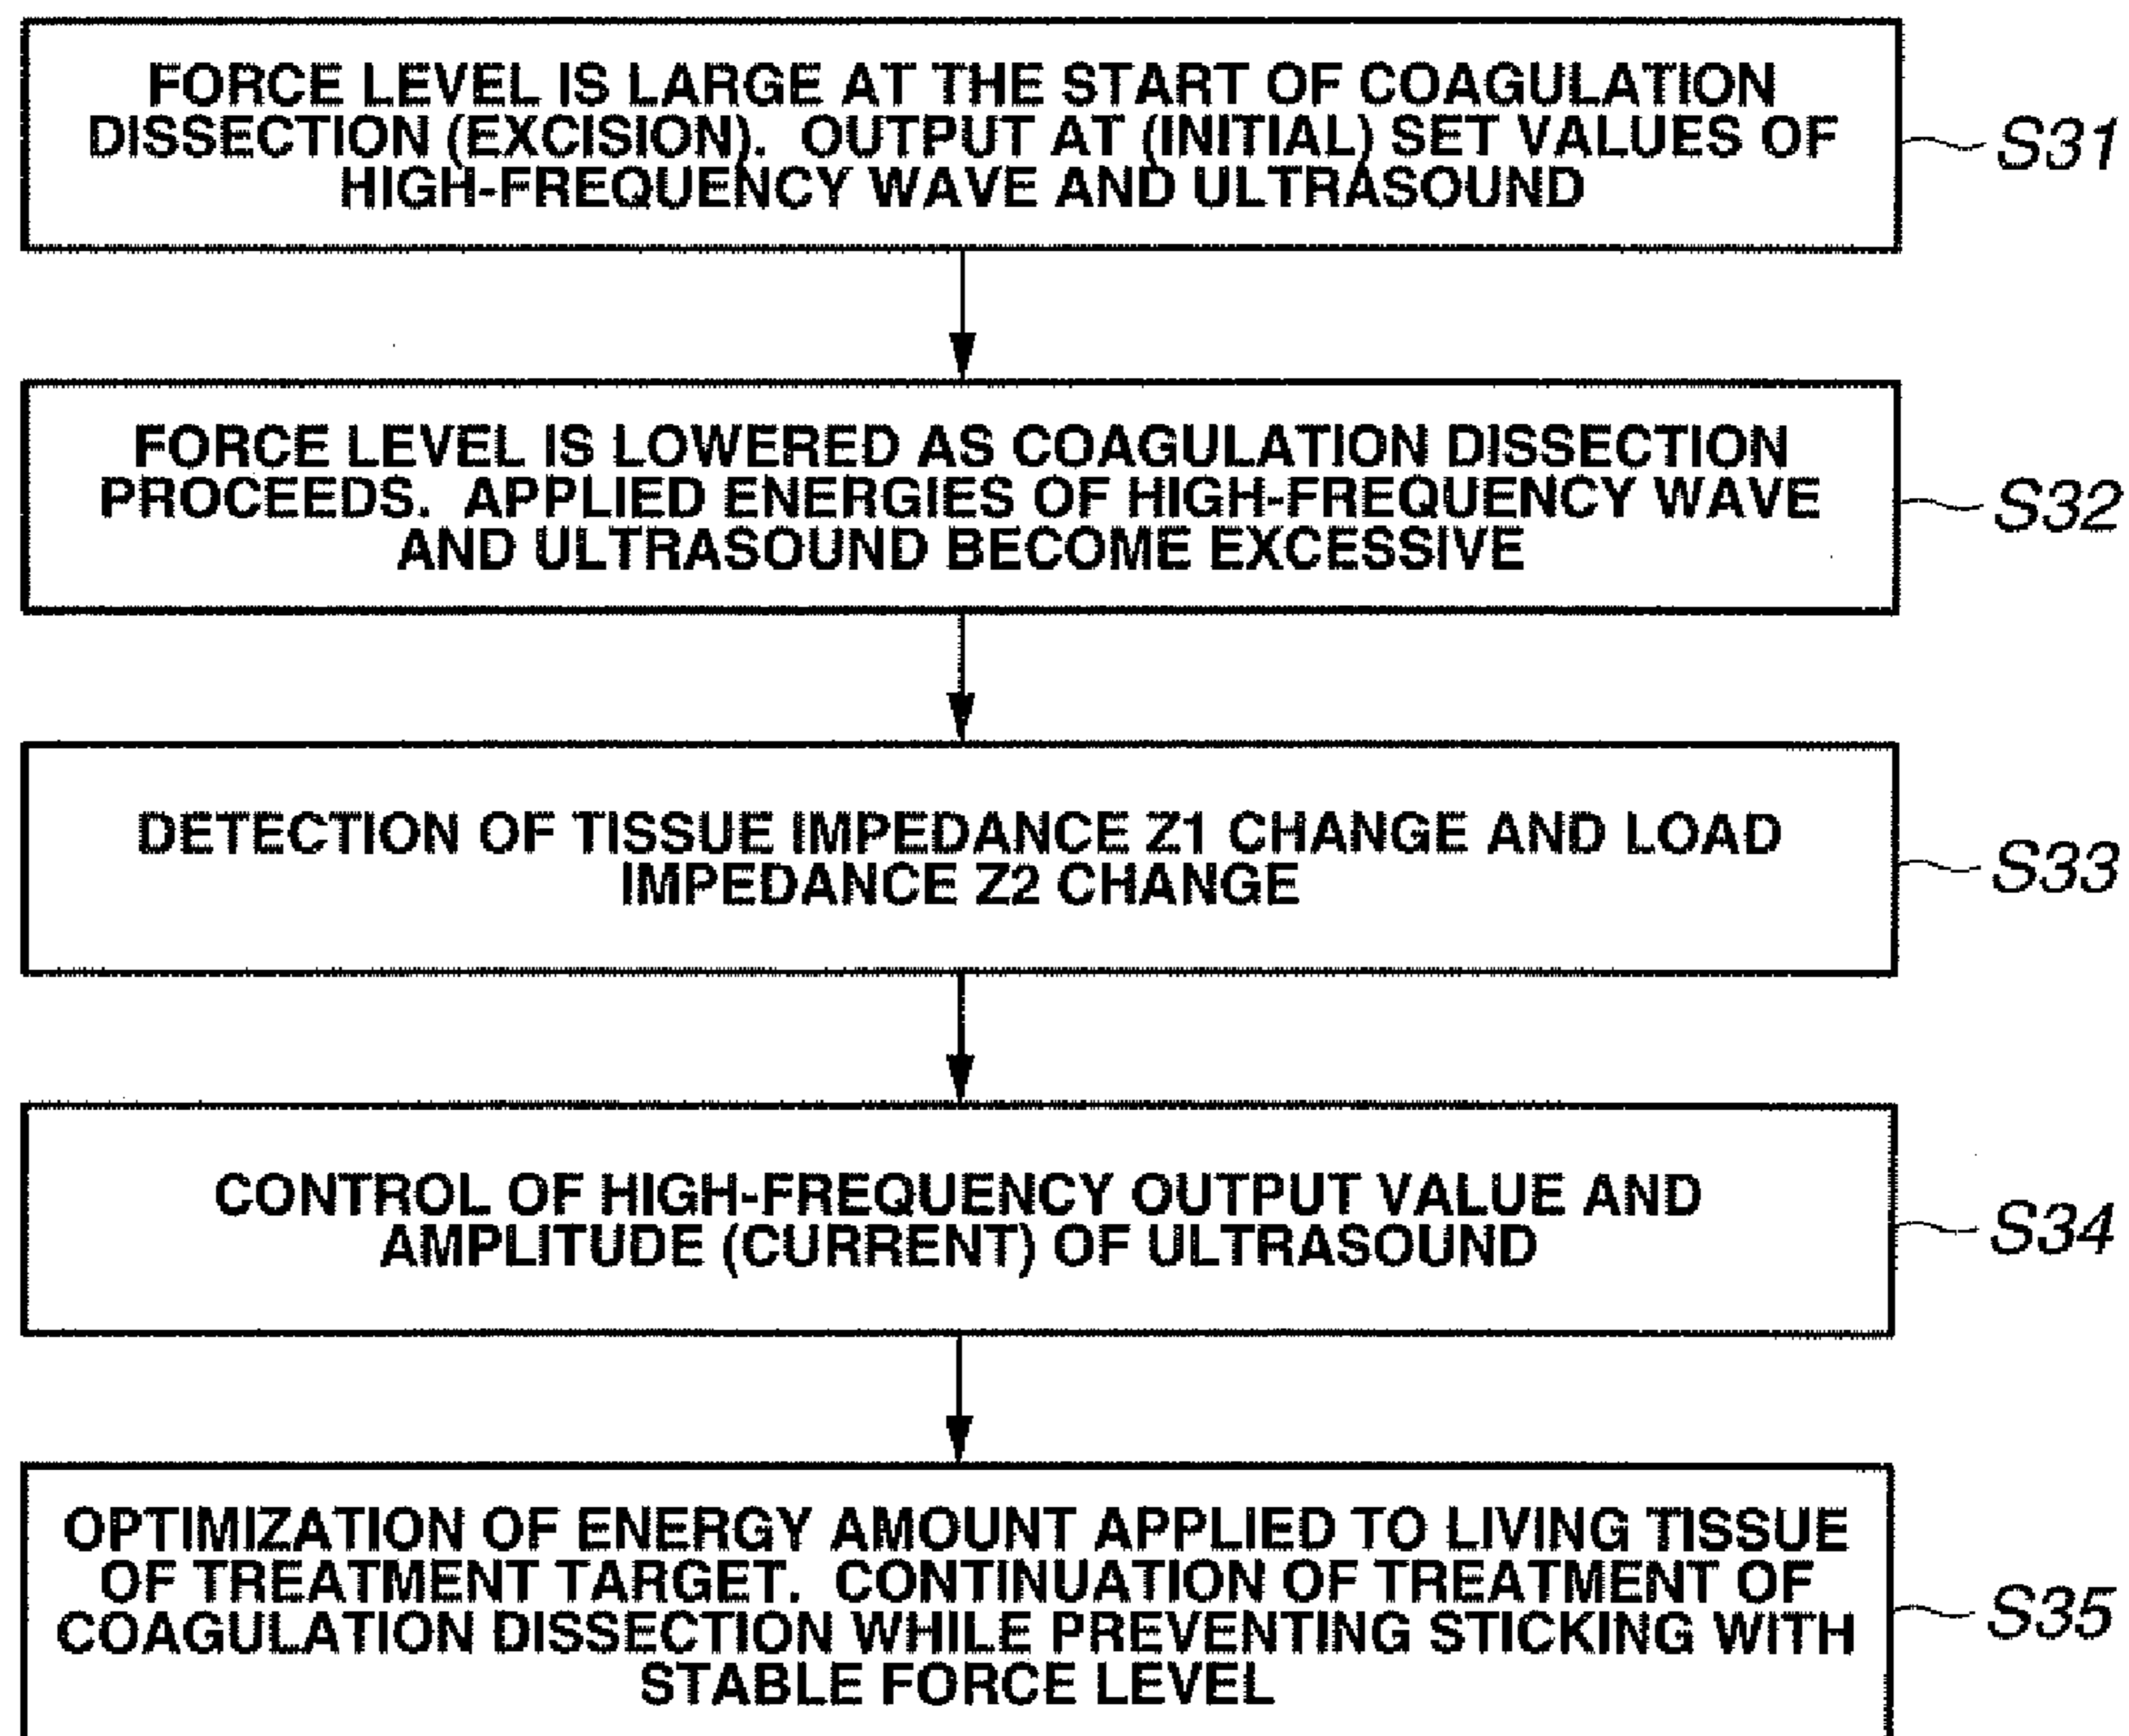 FORCE LEVEL IS LARGE AT THE START OF COAGULATION
DISSECTION (EXCISION). OUTPUT AT (INITIAL) SET VALUES OF
HIGH-FREQUENCY WAVE AND ULTRASOUND
S31
FORCE LEVEL IS LOWERED AS COAGULATION DISSECTION
PROCEEDS. APPLIED ENERGIES OF HIGH-FREQUENCY WAVE
AND ULTRASOUND BECOME EXCESSIVE
S32
DETECTION OF TISSUE IMPEDANCE Z1 CHANGE AND LOAD
IMPEDANCE Z2 CHANGE
S33
CONTROL OF HIGH-FREQUENCY OUTPUT VALUE AND
AMPLITUDE (CURRENT) OF ULTRASOUND
S34
OPTIMIZATION OF ENERGY AMOUNT APPLIED TO LIVING TISSUE
OF TREATMENT TARGET. CONTINUATION OF TREATMENT OF
COAGULATION DISSECTION WHILE PREVENTING STICKING WITH
STABLE FORCE LEVEL
S35